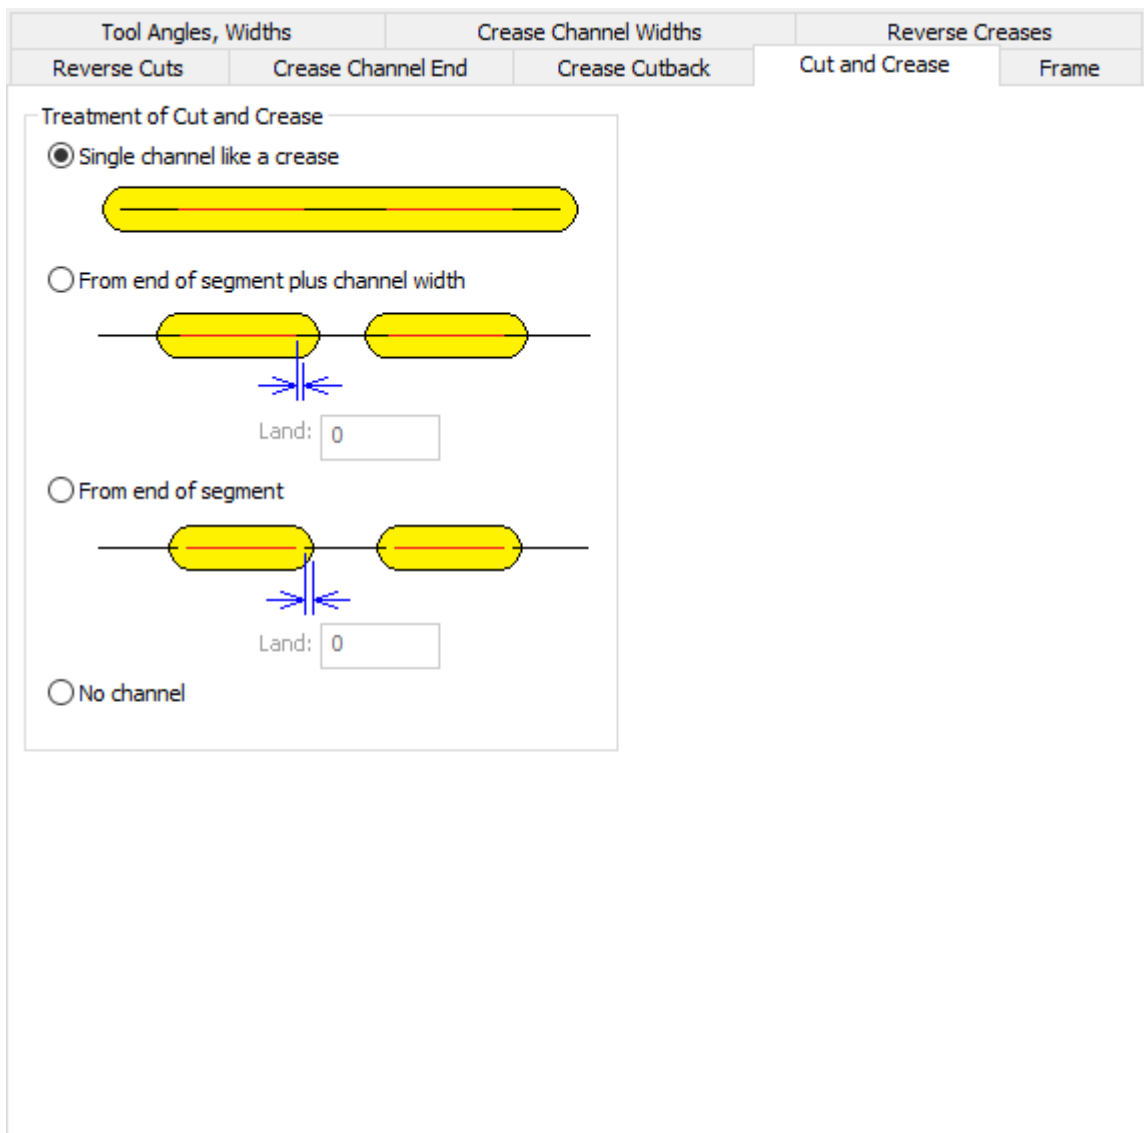 Tool Angles, Widths Crease Channel Widths Reverse Creases
Reverse Cuts Crease Channel End Crease Cutback Cut and Crease Frame
Treatment of Cut and Crease
Single channel like a crease
From end of segment plus channel width
Land: 0
From end of segment
Land: 0
No channel